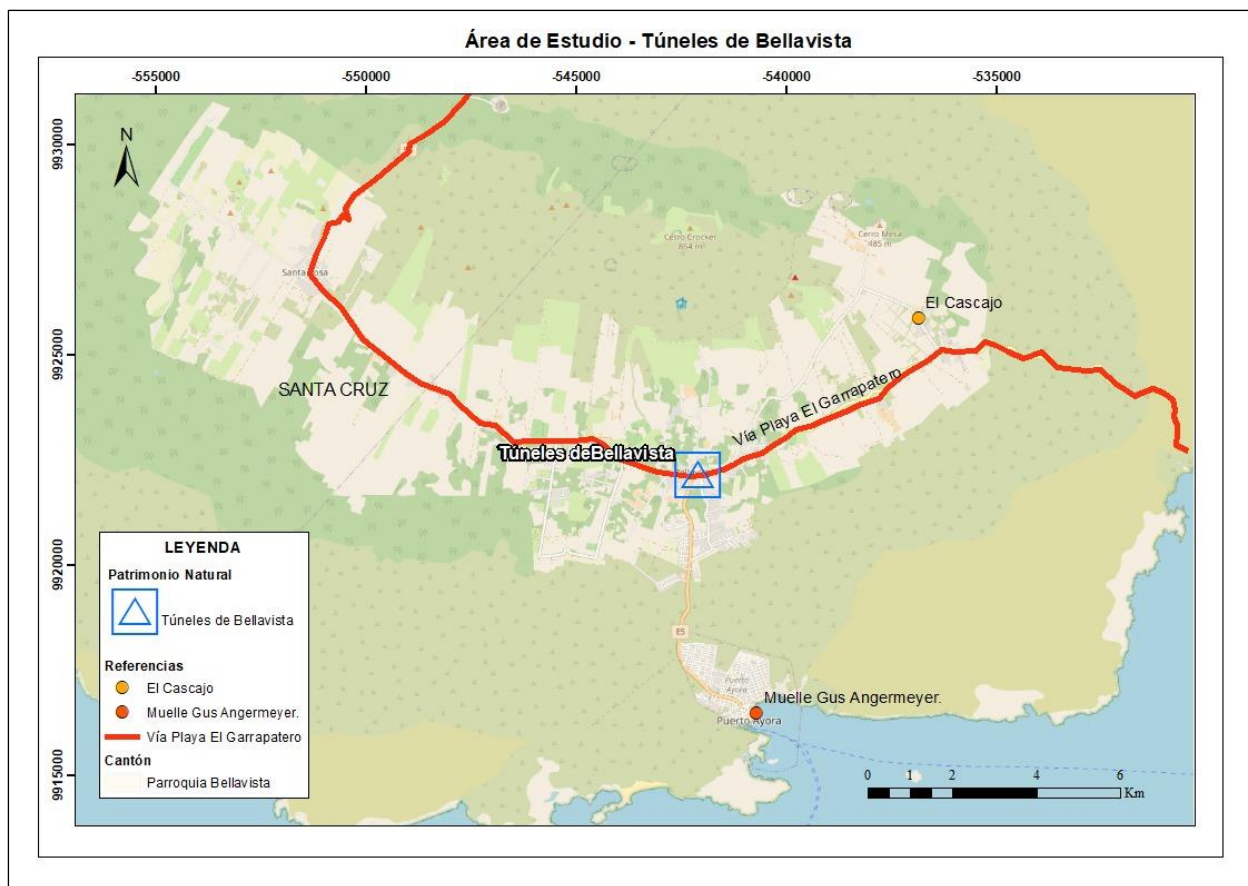 Área de Estudio - Túneles de Bellavista
-555000
-550000
-545000
-540000
-535000
9930000
9925000
9920000
9915000
N
Cerro Crocker
864 m
Cerro Mesa
485 m
Santa Rosa
El Cascajo
SANTA CRUZ
Vía Playa El Garrapatero
Túneles deBellavista
E5
Puerto
Ayora
Muelle Gus Angermeyer.
Puerto Ayora
LEYENDA
Patrimonio Natural
Túneles de Bellavista
Referencias
El Cascajo
Muelle Gus Angermeyer.
Vía Playa El Garrapatero
Cantón
Parroquia Bellavista
0 1 2 4 6
Km